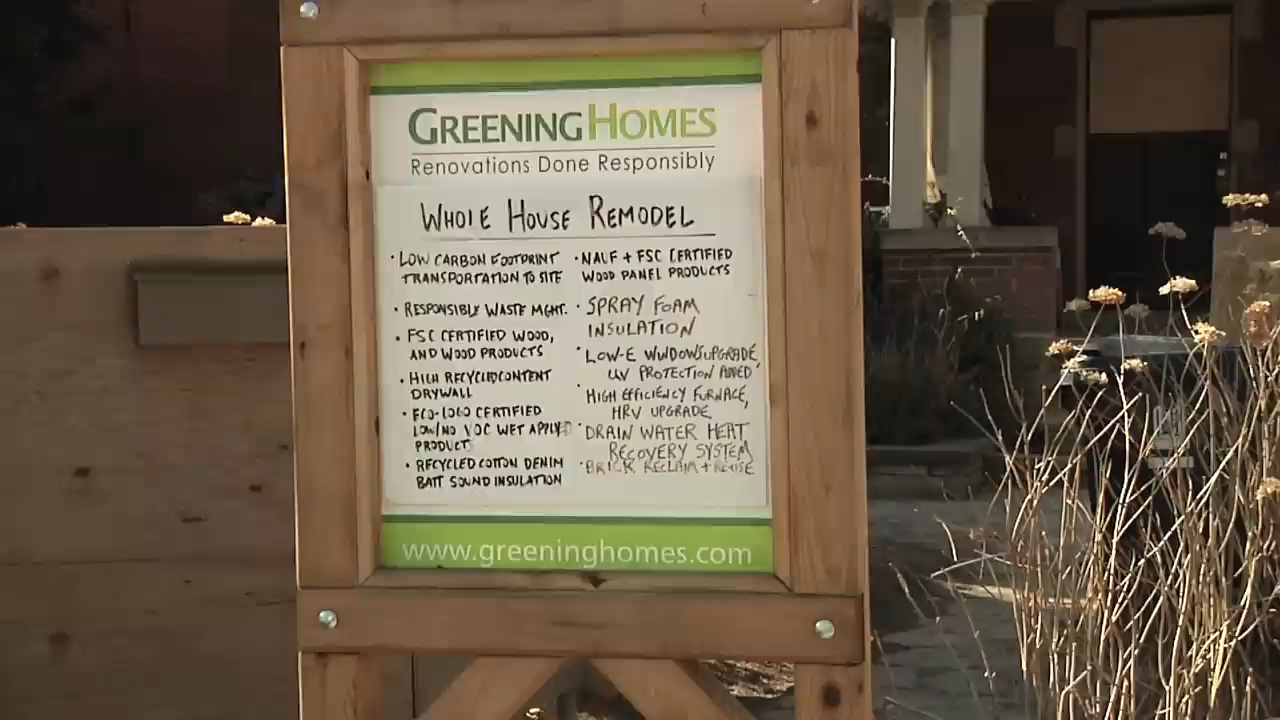 GREENINGHOMES
Renovations Done Responsibly
WHOLE HOUSE REMODEL
• LOW CARBON FOOTPRINT
TRANSPORTATION TO SITE
• RESPONSIBLY WASTE MGMT.
• FSC CERTIFIED WOOD,
AND WOOD PRODUCTS
• HIGH RECYCLED CONTENT
DRYWALL
• ECO-LOGO CERTIFIED
LOW/NO VOC WET APPLIED
PRODUCTS
• RECYCLED COTTON DENIM
BATT SOUND INSULATION
• NAUF + FSC CERTIFIED
WOOD PANEL PRODUCTS
• SPRAY FOAM
INSULATION
• LOW-E WINDOWS UPGRADE,
UV PROTECTION ADDED
• HIGH EFFICIENCY FURNACE,
HRV UPGRADE
• DRAIN WATER HEAT
RECOVERY SYSTEM
• BRICK RECLAIM + REUSE
www.greeninghomes.com